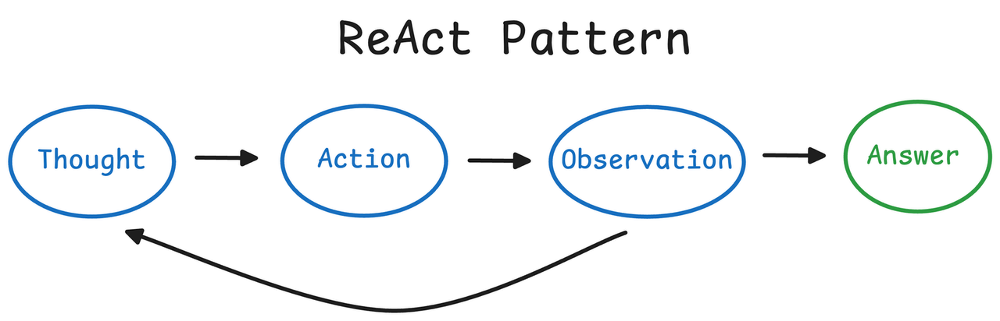 ReAct Pattern
Thought
Action
Observation
Answer